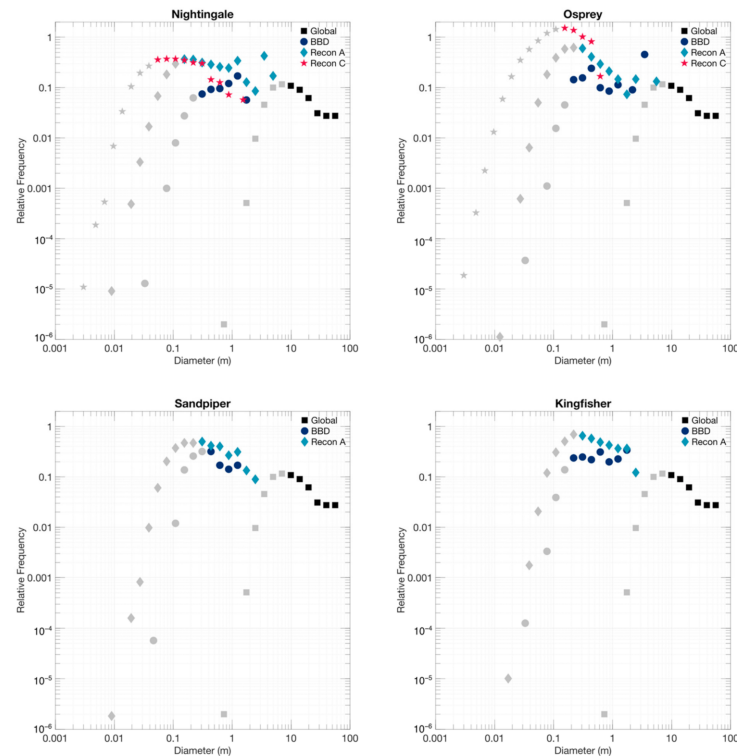 Nightingale
Global
BBD
Recon A
Recon C
Relative Frequency
1
0.1
0.01
0.001
10⁻⁴
10⁻⁵
10⁻⁶
0.001
0.01
0.1
1
10
100
Diameter (m)
Osprey
Global
BBD
Recon A
Recon C
Relative Frequency
1
0.1
0.01
0.001
10⁻⁴
10⁻⁵
10⁻⁶
0.001
0.01
0.1
1
10
100
Diameter (m)
Sandpiper
Global
BBD
Recon A
Relative Frequency
1
0.1
0.01
0.001
10⁻⁴
10⁻⁵
10⁻⁶
0.001
0.01
0.1
1
10
100
Diameter (m)
Kingfisher
Global
BBD
Recon A
Relative Frequency
1
0.1
0.01
0.001
10⁻⁴
10⁻⁵
10⁻⁶
0.001
0.01
0.1
1
10
100
Diameter (m)